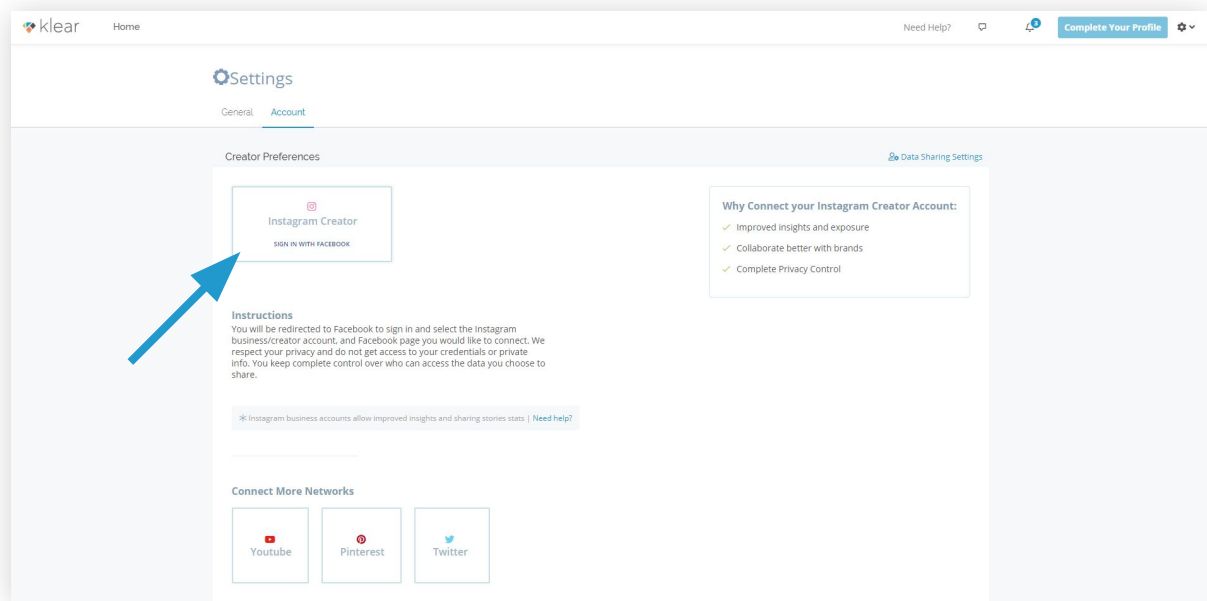 klear
Home
Need Help?
3
Complete Your Profile
Settings
General
Account
Creator Preferences
Data Sharing Settings
Instagram Creator
SIGN IN WITH FACEBOOK
Why Connect your Instagram Creator Account:
Improved insights and exposure
Collaborate better with brands
Complete Privacy Control
Instructions
You will be redirected to Facebook to sign in and select the Instagram
business/creator account, and Facebook page you would like to connect. We
respect your privacy and do not get access to your credentials or private
info. You keep complete control over who can access the data you choose to
share.
Instagram business accounts allow improved insights and sharing stories stats | Need help?
Connect More Networks
Youtube
Pinterest
Twitter